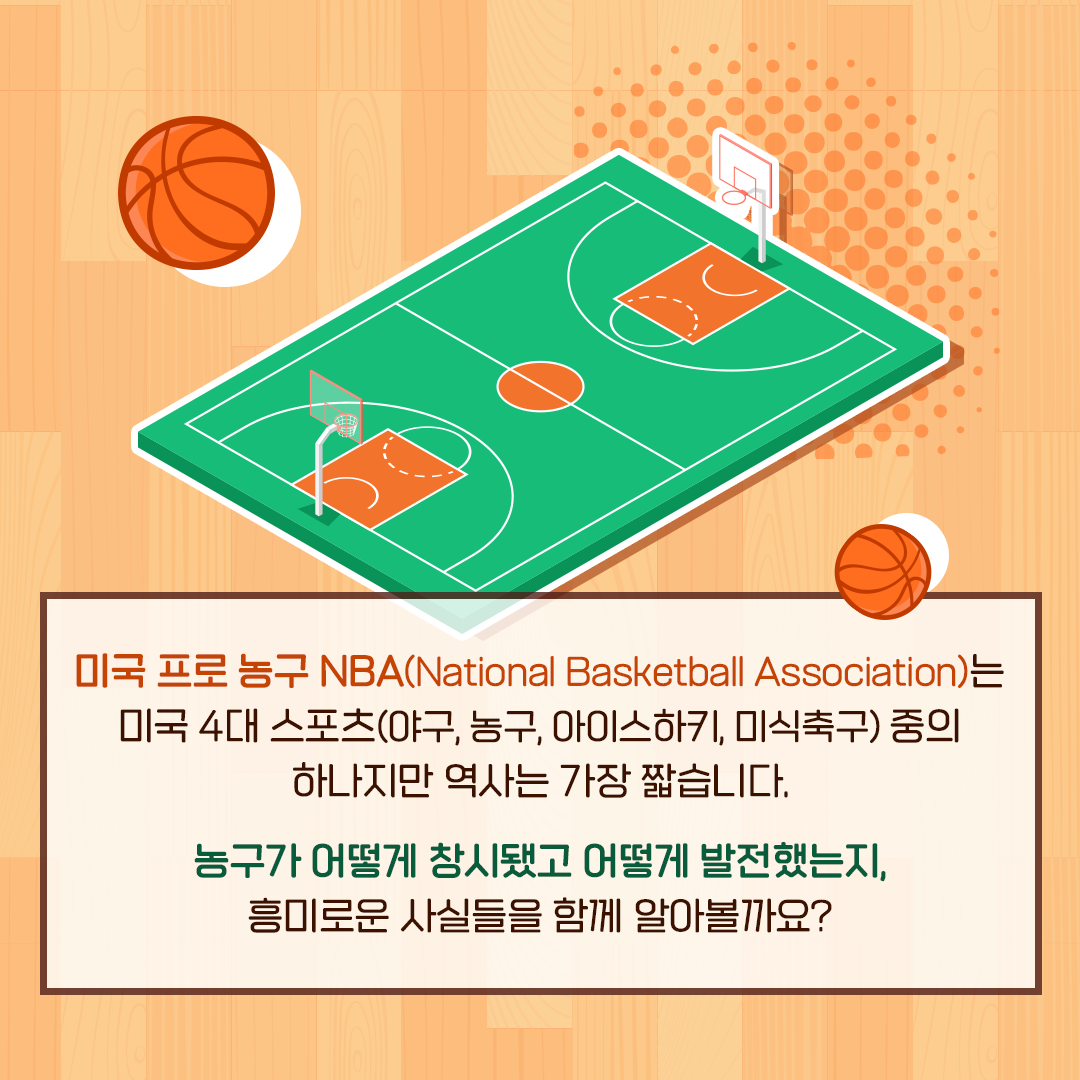 미국 프로 농구 NBA(National Basketball Association)는
미국 4대 스포츠(야구, 농구, 아이스하키, 미식축구) 중의
하나지만 역사는 가장 짧습니다.
농구가 어떻게 창시됐고 어떻게 발전했는지,
흥미로운 사실들을 함께 알아볼까요?